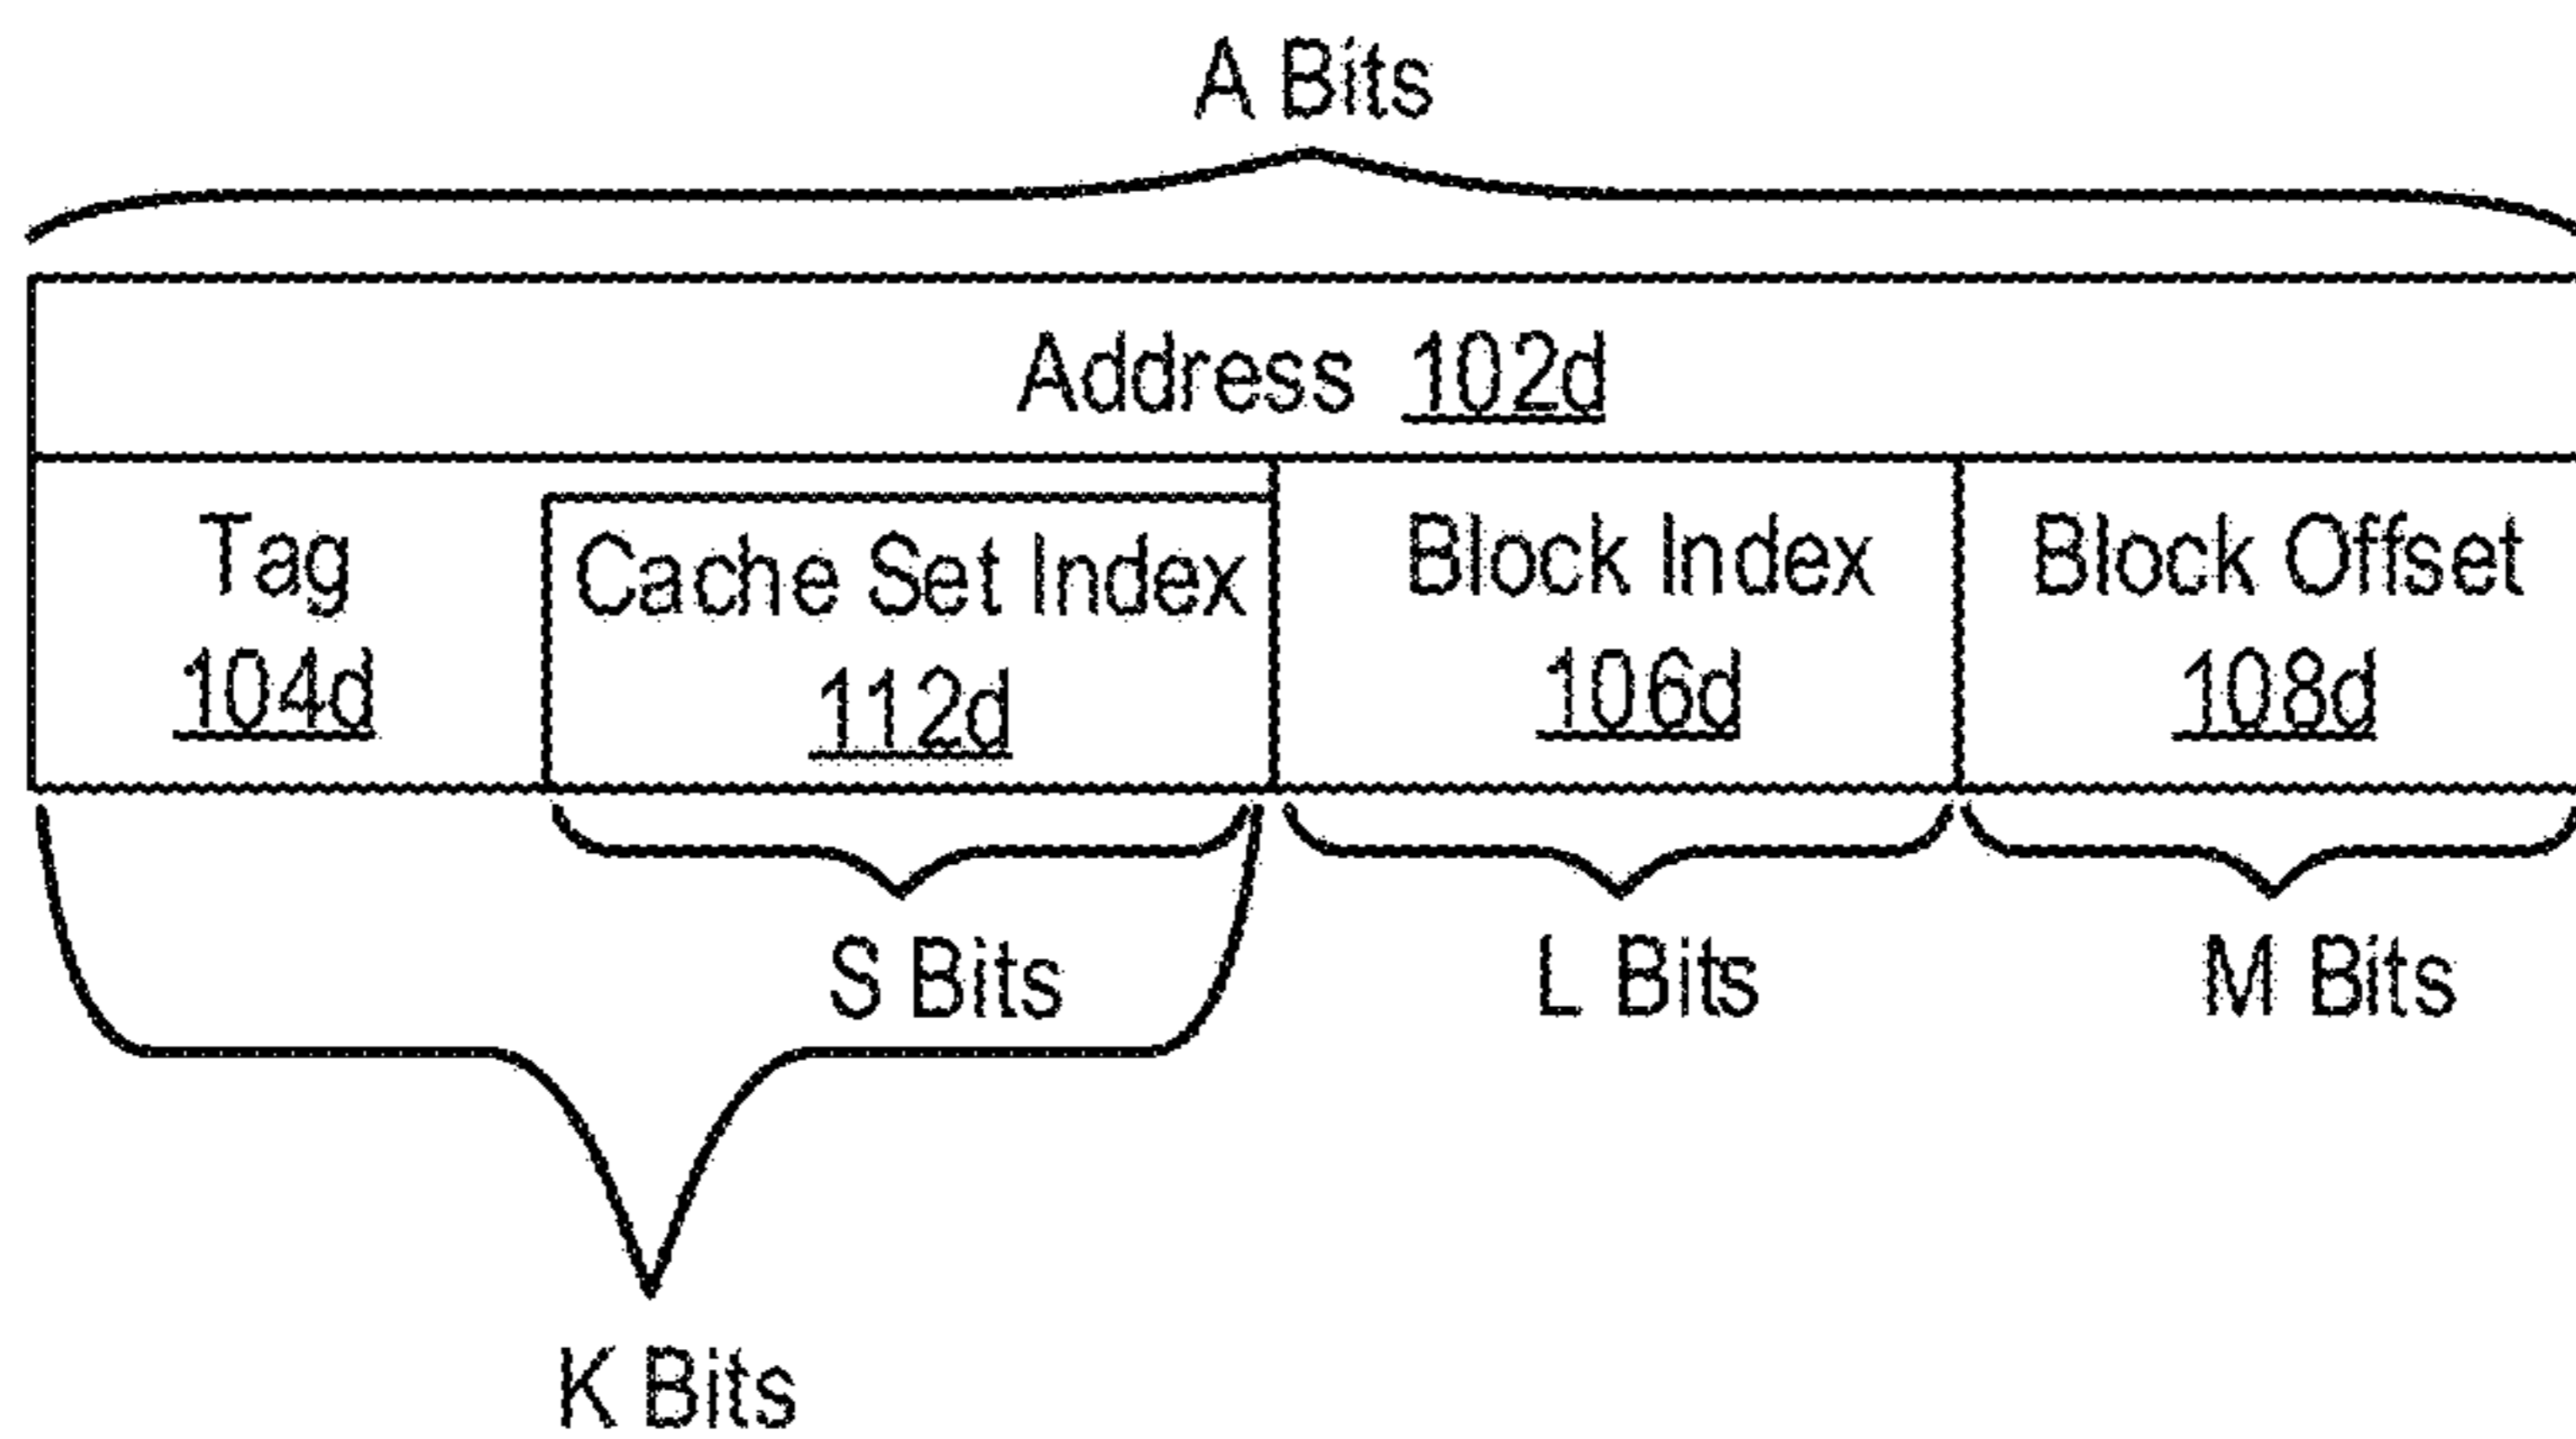 A Bits
Address 102d
Tag
104d
Cache Set Index
112d
Block Index
106d
Block Offset
108d
S Bits
L Bits
M Bits
K Bits